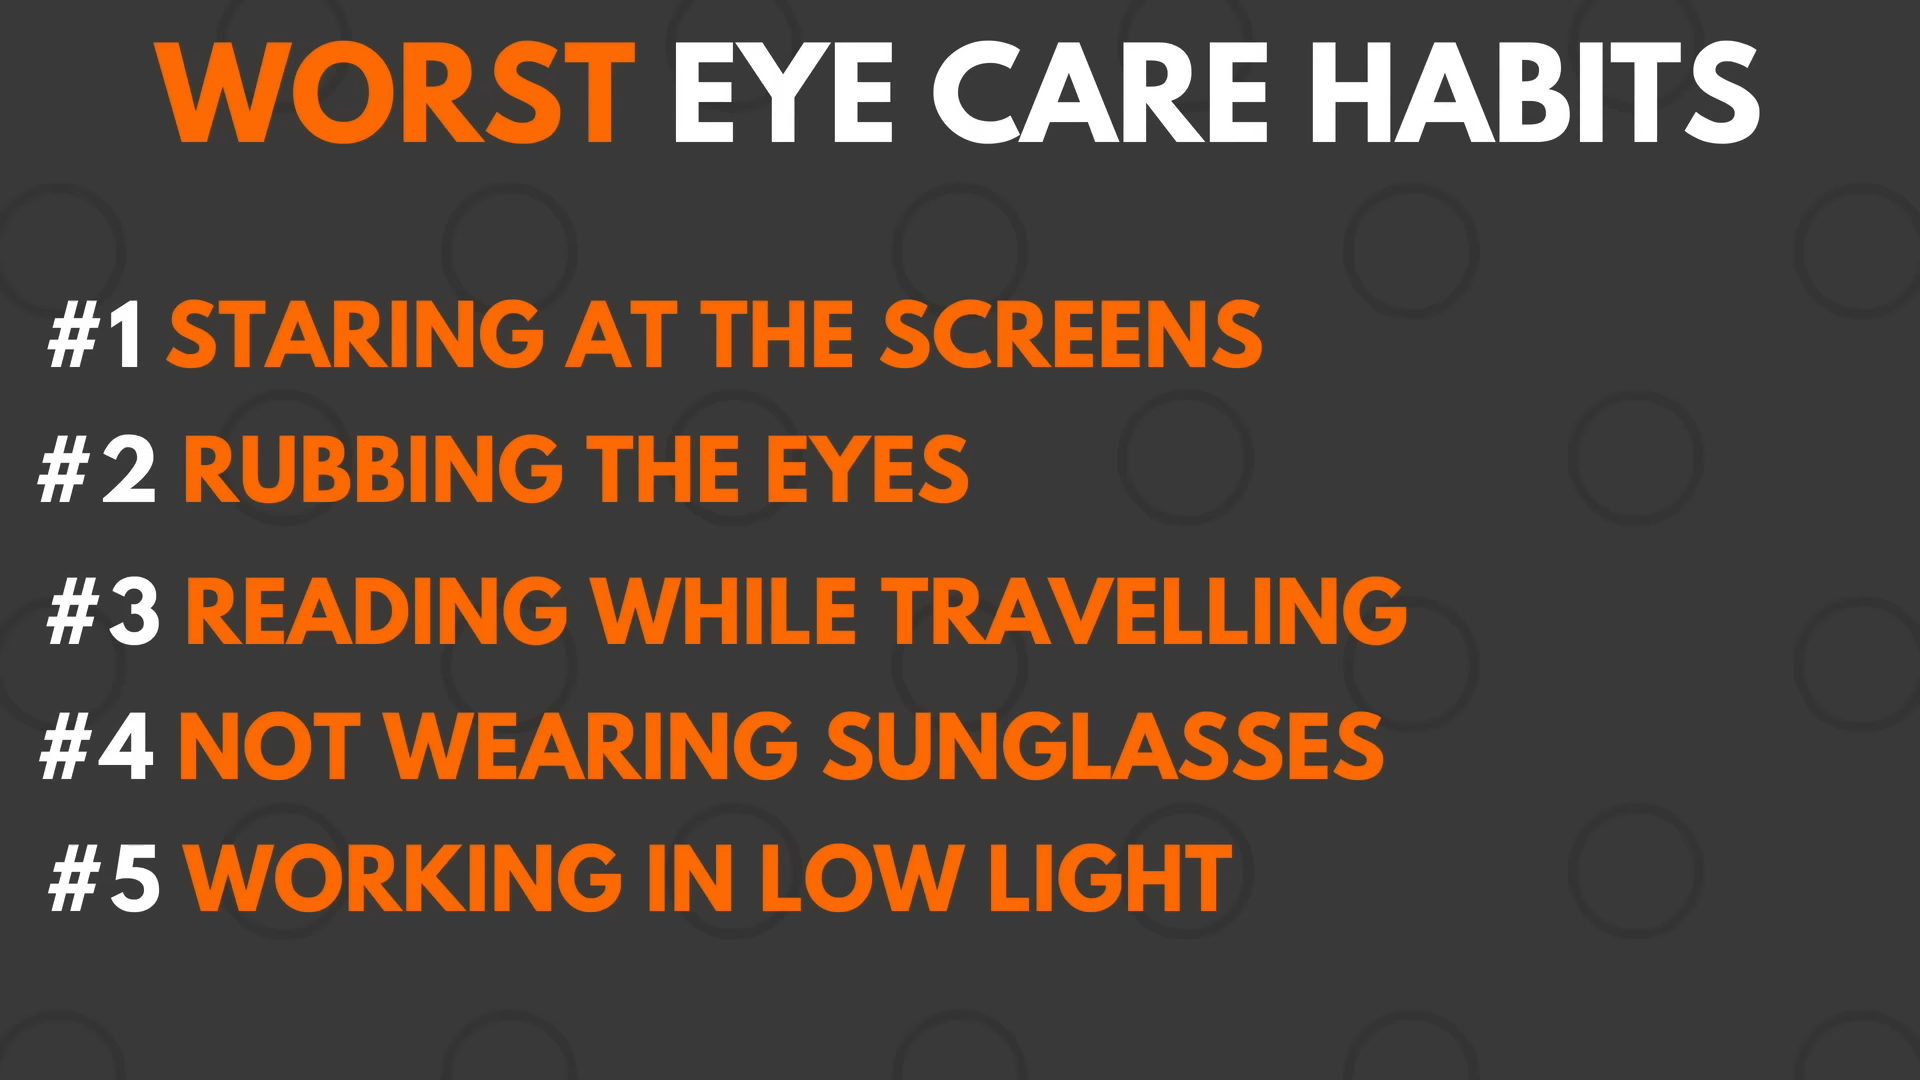 WORST EYE CARE HABITS
#1 STARING AT THE SCREENS
#2 RUBBING THE EYES
#3 READING WHILE TRAVELLING
#4 NOT WEARING SUNGLASSES
#5 WORKING IN LOW LIGHT